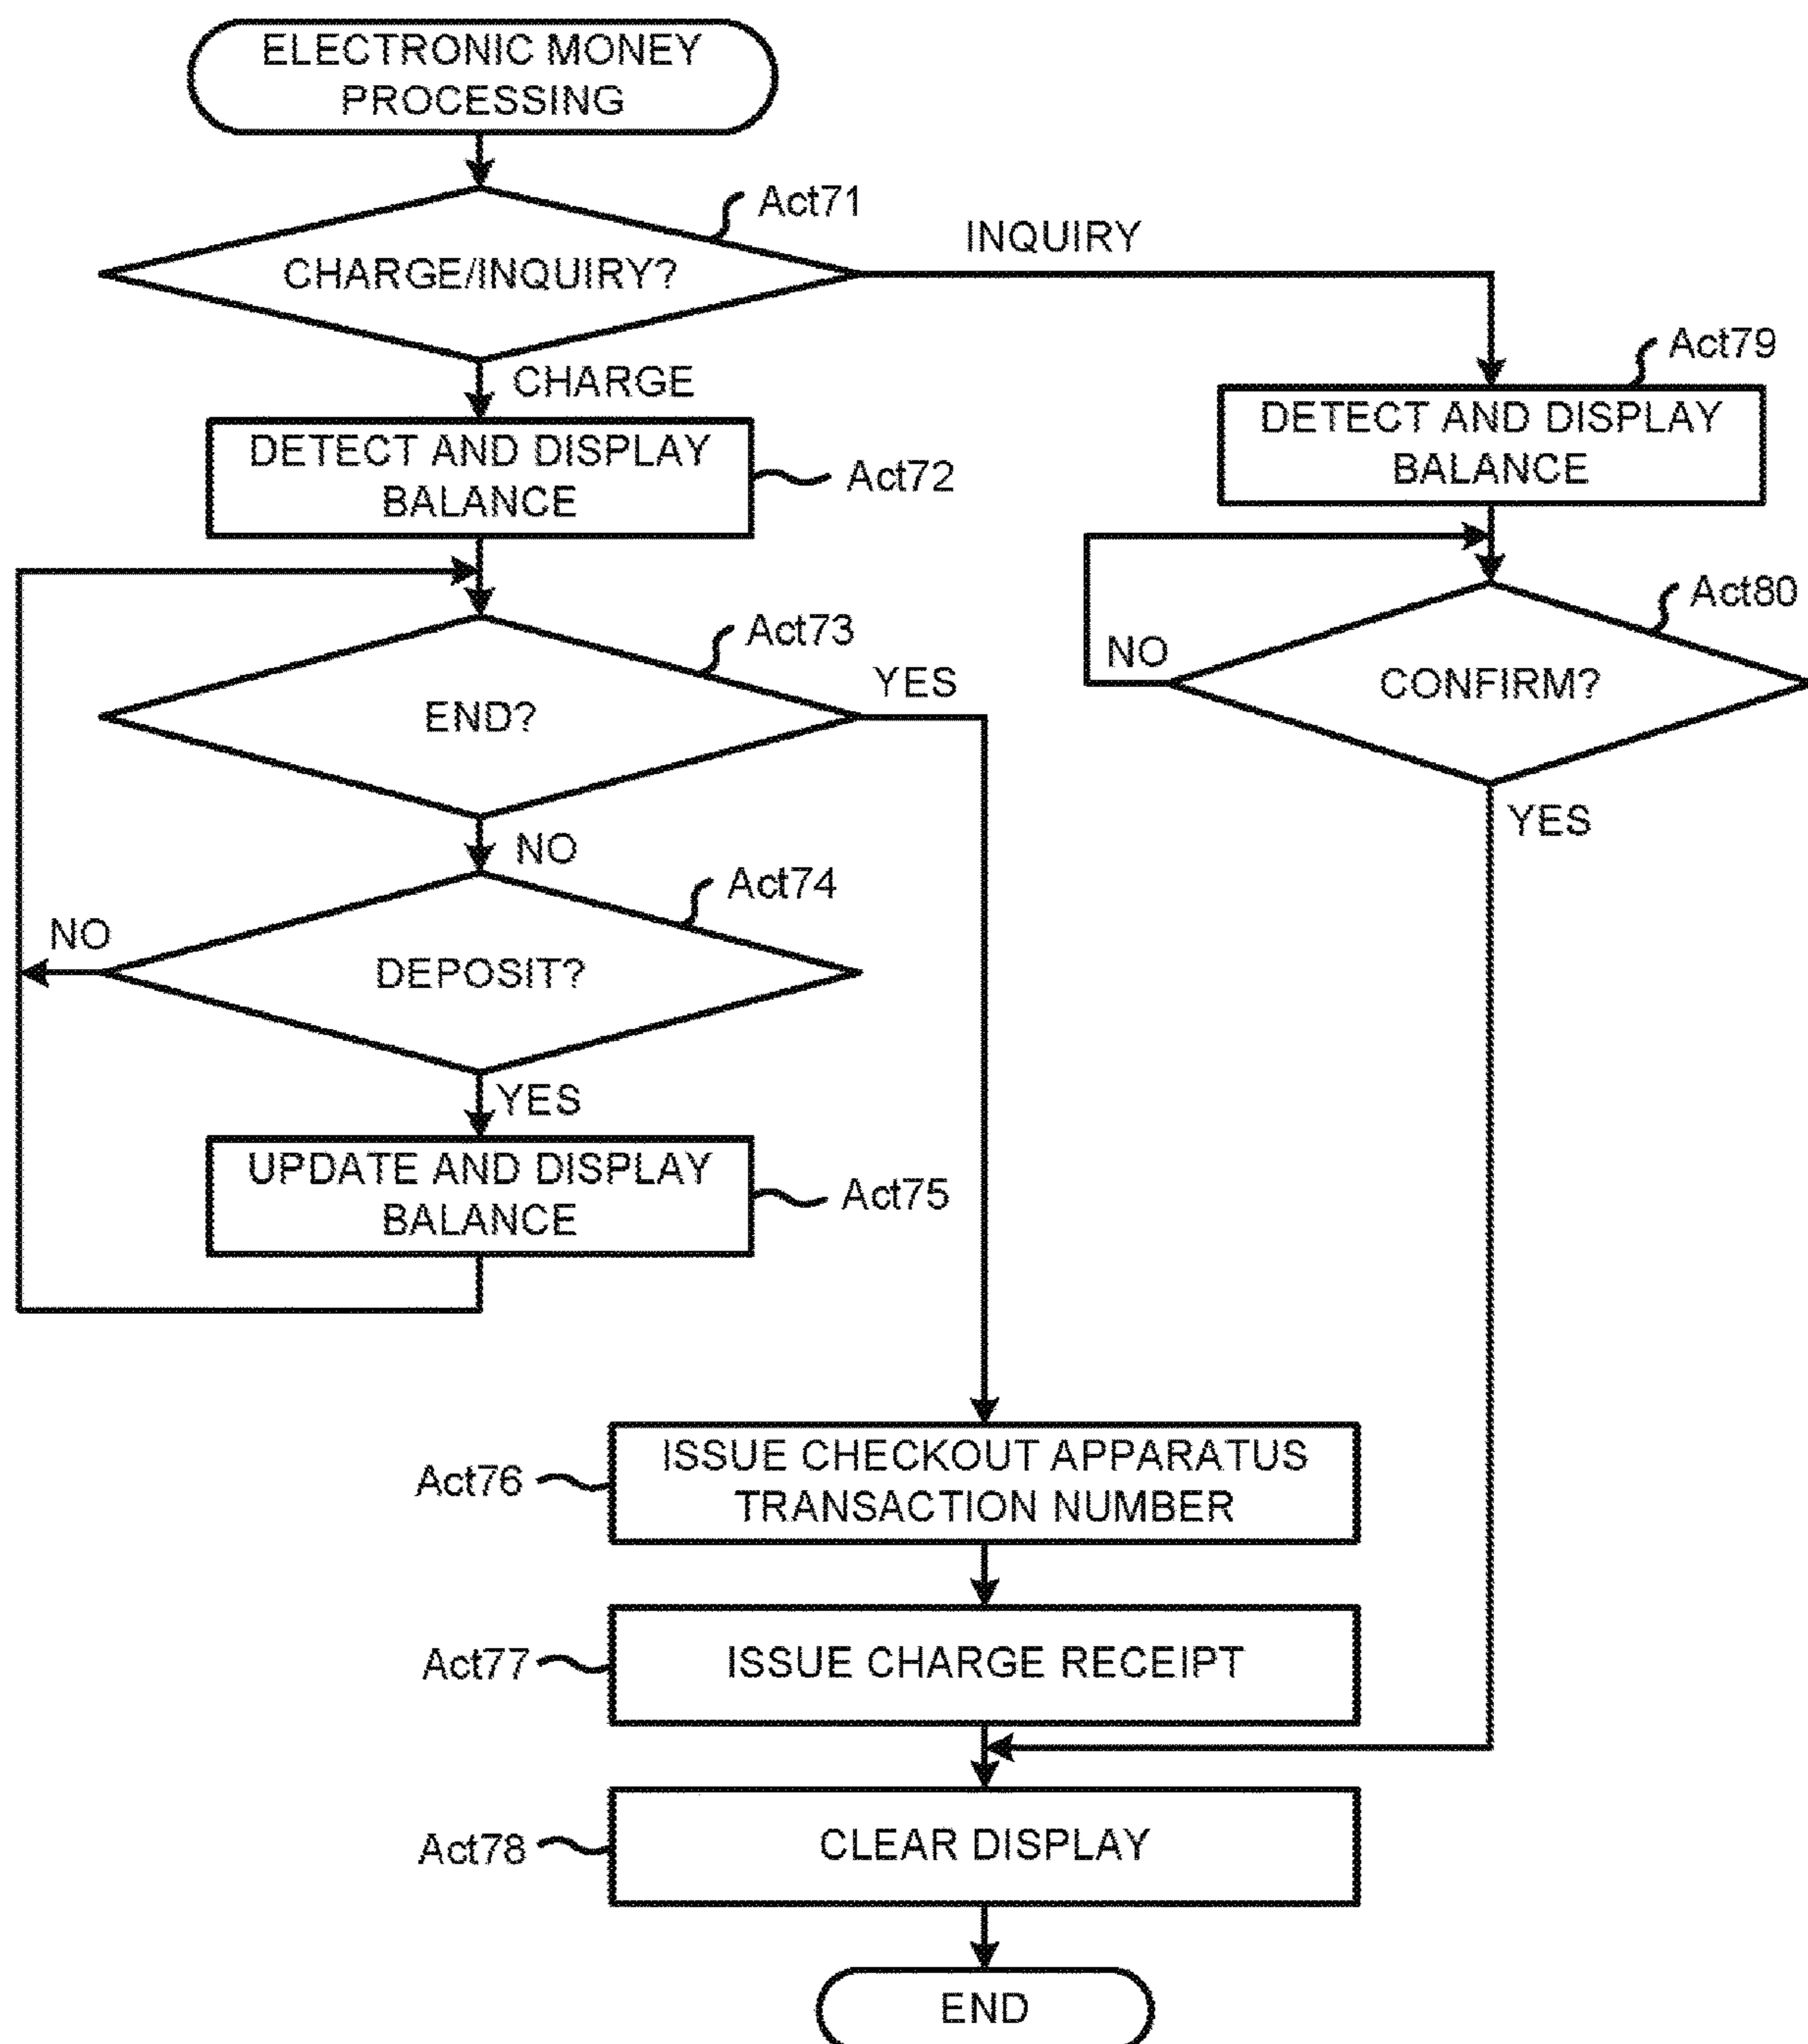 ELECTRONIC MONEY
PROCESSING
Act71
CHARGE/INQUIRY?
INQUIRY
CHARGE
Act79
DETECT AND DISPLAY
BALANCE
DETECT AND DISPLAY
BALANCE
Act72
Act73
END?
YES
Act80
NO
CONFIRM?
YES
NO
Act74
NO
DEPOSIT?
YES
UPDATE AND DISPLAY
BALANCE
Act75
Act76
ISSUE CHECKOUT APPARATUS
TRANSACTION NUMBER
Act77
ISSUE CHARGE RECEIPT
Act78
CLEAR DISPLAY
END